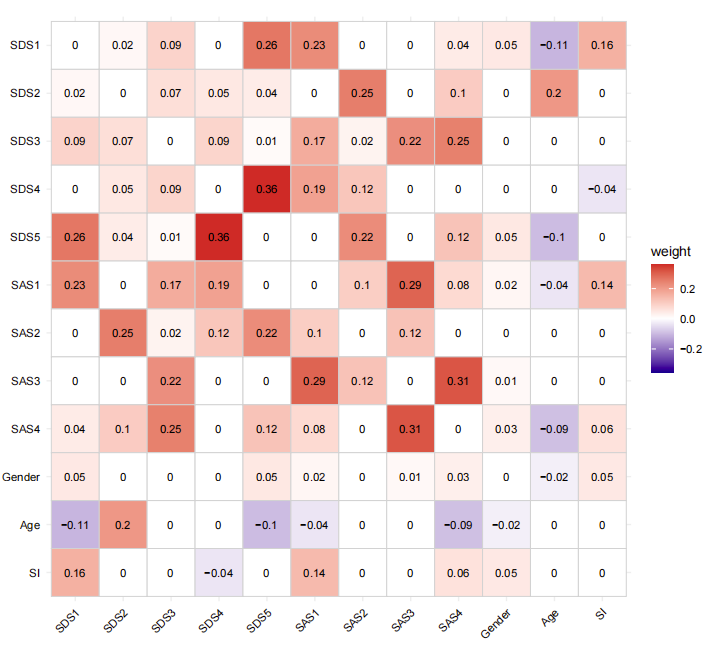 SDS1 0 0.02 0.09 0 0.26 0.23 0 0 0.04 0.05 −0.11 0.16
SDS2 0.02 0 0.07 0.05 0.04 0 0.25 0 0.1 0 0.2 0
SDS3 0.09 0.07 0 0.09 0.01 0.17 0.02 0.22 0.25 0 0 0
SDS4 0 0.05 0.09 0 0.36 0.19 0.12 0 0 0 0 −0.04
SDS5 0.26 0.04 0.01 0.36 0 0 0.22 0 0.12 0.05 −0.1 0
SAS1 0.23 0 0.17 0.19 0 0 0.1 0.29 0.08 0.02 −0.04 0.14
SAS2 0 0.25 0.02 0.12 0.22 0.1 0 0.12 0 0 0 0
SAS3 0 0 0.22 0 0 0.29 0.12 0 0.31 0.01 0 0
SAS4 0.04 0.1 0.25 0 0.12 0.08 0 0.31 0 0.03 −0.09 0.06
Gender 0.05 0 0 0 0.05 0.02 0 0.01 0.03 0 −0.02 0.05
Age −0.11 0.2 0 0 −0.1 −0.04 0 0 −0.09 −0.02 0 0
SI 0.16 0 0 −0.04 0 0.14 0 0 0.06 0.05 0 0
SDS1 SDS2 SDS3 SDS4 SDS5 SAS1 SAS2 SAS3 SAS4 Gender Age SI
weight
0.2
0.0
−0.2